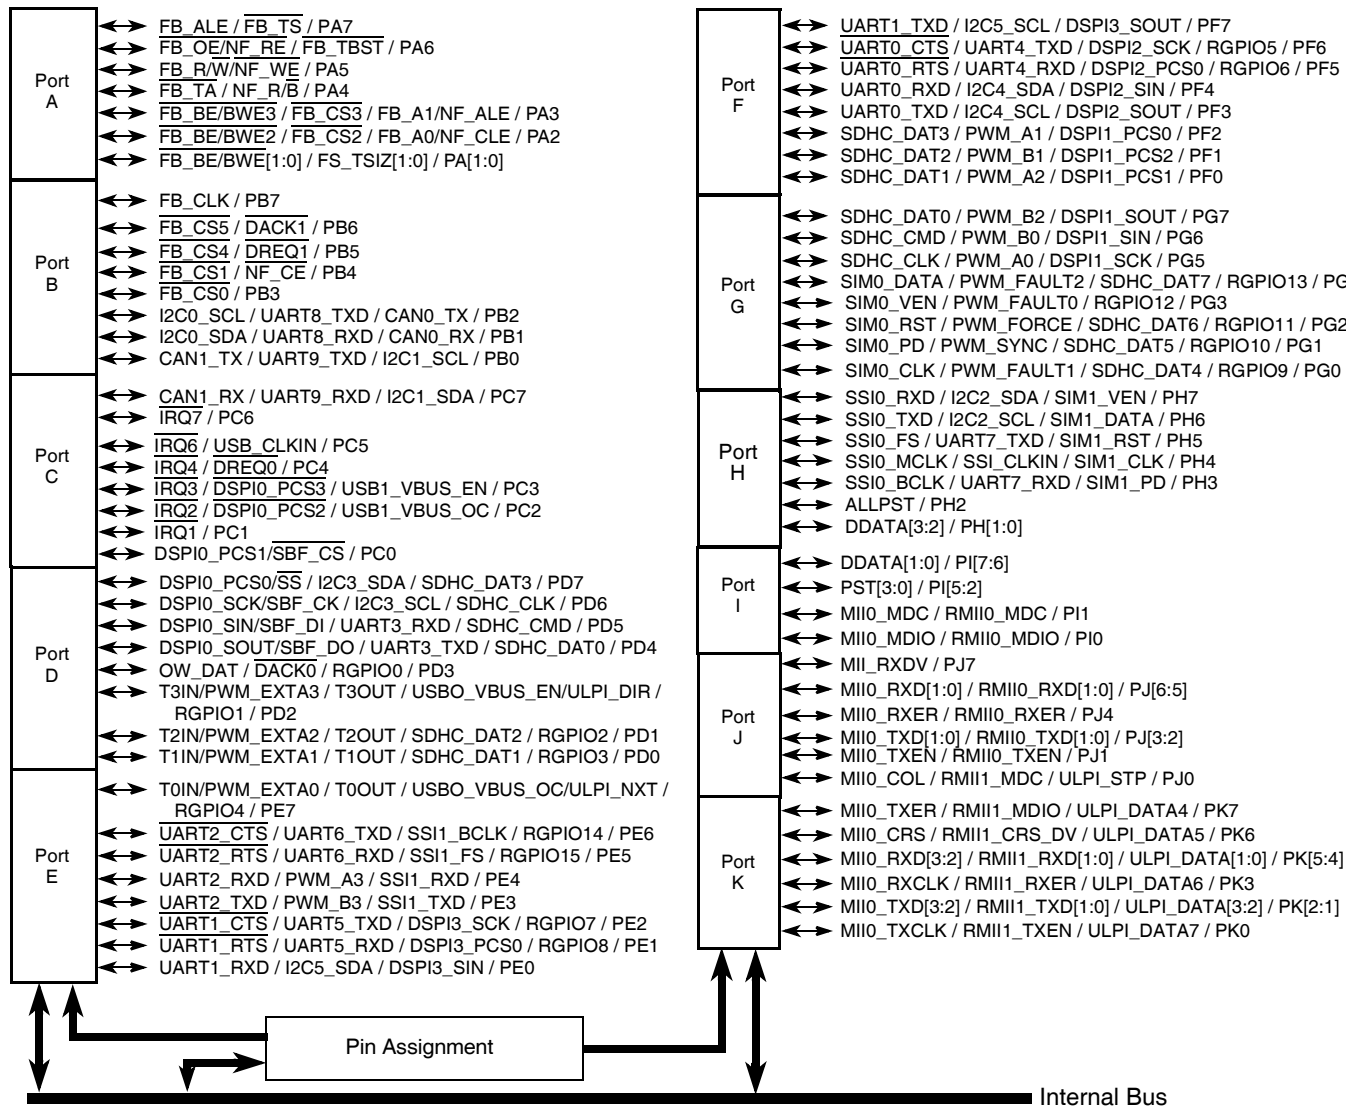 Port
A
FB_ALE / FB_TS / PA7
FB_OE/NF_RE / FB_TBST / PA6
FB_R/W/NF_WE / PA5
FB_TA / NF_R/B / PA4
FB_BE/BWE3 / FB_CS3 / FB_A1/NF_ALE / PA3
FB_BE/BWE2 / FB_CS2 / FB_A0/NF_CLE / PA2
FB_BE/BWE[1:0] / FS_TSIZ[1:0] / PA[1:0]
Port
B
FB_CLK / PB7
FB_CS5 / DACK1 / PB6
FB_CS4 / DREQ1 / PB5
FB_CS1 / NF_CE / PB4
FB_CS0 / PB3
I2C0_SCL / UART8_TXD / CAN0_TX / PB2
I2C0_SDA / UART8_RXD / CAN0_RX / PB1
CAN1_TX / UART9_TXD / I2C1_SCL / PB0
Port
C
CAN1_RX / UART9_RXD / I2C1_SDA / PC7
IRQ7 / PC6
IRQ6 / USB_CLKIN / PC5
IRQ4 / DREQ0 / PC4
IRQ3 / DSPI0_PCS3 / USB1_VBUS_EN / PC3
IRQ2 / DSPI0_PCS2 / USB1_VBUS_OC / PC2
IRQ1 / PC1
DSPI0_PCS1/SBF_CS / PC0
Port
D
DSPI0_PCS0/SS / I2C3_SDA / SDHC_DAT3 / PD7
DSPI0_SCK/SBF_CK / I2C3_SCL / SDHC_CLK / PD6
DSPI0_SIN/SBF_DI / UART3_RXD / SDHC_CMD / PD5
DSPI0_SOUT/SBF_DO / UART3_TXD / SDHC_DAT0 / PD4
OW_DAT / DACK0 / RGPIO0 / PD3
T3IN/PWM_EXTA3 / T3OUT / USBO_VBUS_EN/ULPI_DIR /
RGPIO1 / PD2
T2IN/PWM_EXTA2 / T2OUT / SDHC_DAT2 / RGPIO2 / PD1
T1IN/PWM_EXTA1 / T1OUT / SDHC_DAT1 / RGPIO3 / PD0
Port
E
T0IN/PWM_EXTA0 / T0OUT / USBO_VBUS_OC/ULPI_NXT /
RGPIO4 / PE7
UART2_CTS / UART6_TXD / SSI1_BCLK / RGPIO14 / PE6
UART2_RTS / UART6_RXD / SSI1_FS / RGPIO15 / PE5
UART2_RXD / PWM_A3 / SSI1_RXD / PE4
UART2_TXD / PWM_B3 / SSI1_TXD / PE3
UART1_CTS / UART5_TXD / DSPI3_SCK / RGPIO7 / PE2
UART1_RTS / UART5_RXD / DSPI3_PCS0 / RGPIO8 / PE1
UART1_RXD / I2C5_SDA / DSPI3_SIN / PE0
Port
F
UART1_TXD / I2C5_SCL / DSPI3_SOUT / PF7
UART0_CTS / UART4_TXD / DSPI2_SCK / RGPIO5 / PF6
UART0_RTS / UART4_RXD / DSPI2_PCS0 / RGPIO6 / PF5
UART0_RXD / I2C4_SDA / DSPI2_SIN / PF4
UART0_TXD / I2C4_SCL / DSPI2_SOUT / PF3
SDHC_DAT3 / PWM_A1 / DSPI1_PCS0 / PF2
SDHC_DAT2 / PWM_B1 / DSPI1_PCS2 / PF1
SDHC_DAT1 / PWM_A2 / DSPI1_PCS1 / PF0
Port
G
SDHC_DAT0 / PWM_B2 / DSPI1_SOUT / PG7
SDHC_CMD / PWM_B0 / DSPI1_SIN / PG6
SDHC_CLK / PWM_A0 / DSPI1_SCK / PG5
SIM0_DATA / PWM_FAULT2 / SDHC_DAT7 / RGPIO13 / PG
SIM0_VEN / PWM_FAULT0 / RGPIO12 / PG3
SIM0_RST / PWM_FORCE / SDHC_DAT6 / RGPIO11 / PG2
SIM0_PD / PWM_SYNC / SDHC_DAT5 / RGPIO10 / PG1
SIM0_CLK / PWM_FAULT1 / SDHC_DAT4 / RGPIO9 / PG0
Port
H
SSI0_RXD / I2C2_SDA / SIM1_VEN / PH7
SSI0_TXD / I2C2_SCL / SIM1_DATA / PH6
SSI0_FS / UART7_TXD / SIM1_RST / PH5
SSI0_MCLK / SSI_CLKIN / SIM1_CLK / PH4
SSI0_BCLK / UART7_RXD / SIM1_PD / PH3
ALLPST / PH2
DDATA[3:2] / PH[1:0]
Port
I
DDATA[1:0] / PI[7:6]
PST[3:0] / PI[5:2]
MII0_MDC / RMII0_MDC / PI1
MII0_MDIO / RMII0_MDIO / PI0
Port
J
MII_RXDV / PJ7
MII0_RXD[1:0] / RMII0_RXD[1:0] / PJ[6:5]
MII0_RXER / RMII0_RXER / PJ4
MII0_TXD[1:0] / RMII0_TXD[1:0] / PJ[3:2]
MII0_TXEN / RMII0_TXEN / PJ1
MII0_COL / RMII1_MDC / ULPI_STP / PJ0
Port
K
MII0_TXER / RMII1_MDIO / ULPI_DATA4 / PK7
MII0_CRS / RMII1_CRS_DV / ULPI_DATA5 / PK6
MII0_RXD[3:2] / RMII1_RXD[1:0] / ULPI_DATA[1:0] / PK[5:4]
MII0_RXCLK / RMII1_RXER / ULPI_DATA6 / PK3
MII0_TXD[3:2] / RMII1_TXD[1:0] / ULPI_DATA[3:2] / PK[2:1]
MII0_TXCLK / RMII1_TXEN / ULPI_DATA7 / PK0
Pin Assignment
Internal Bus